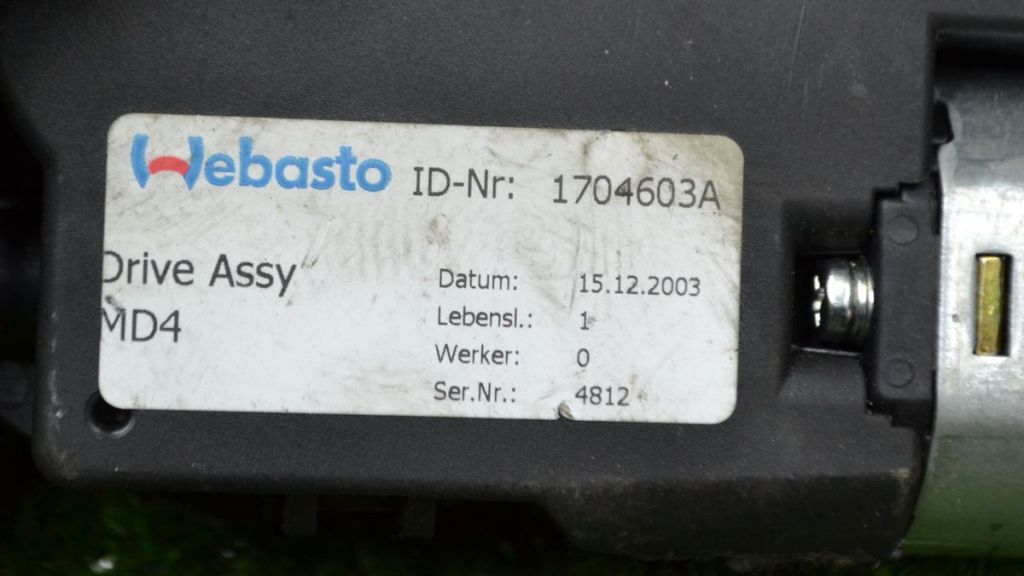 Webasto ID-Nr: 1704603A
Drive Assy
MD4
Datum: 15.12.2003
Lebensl.: 1
Werker: 0
Ser.Nr.: 4812